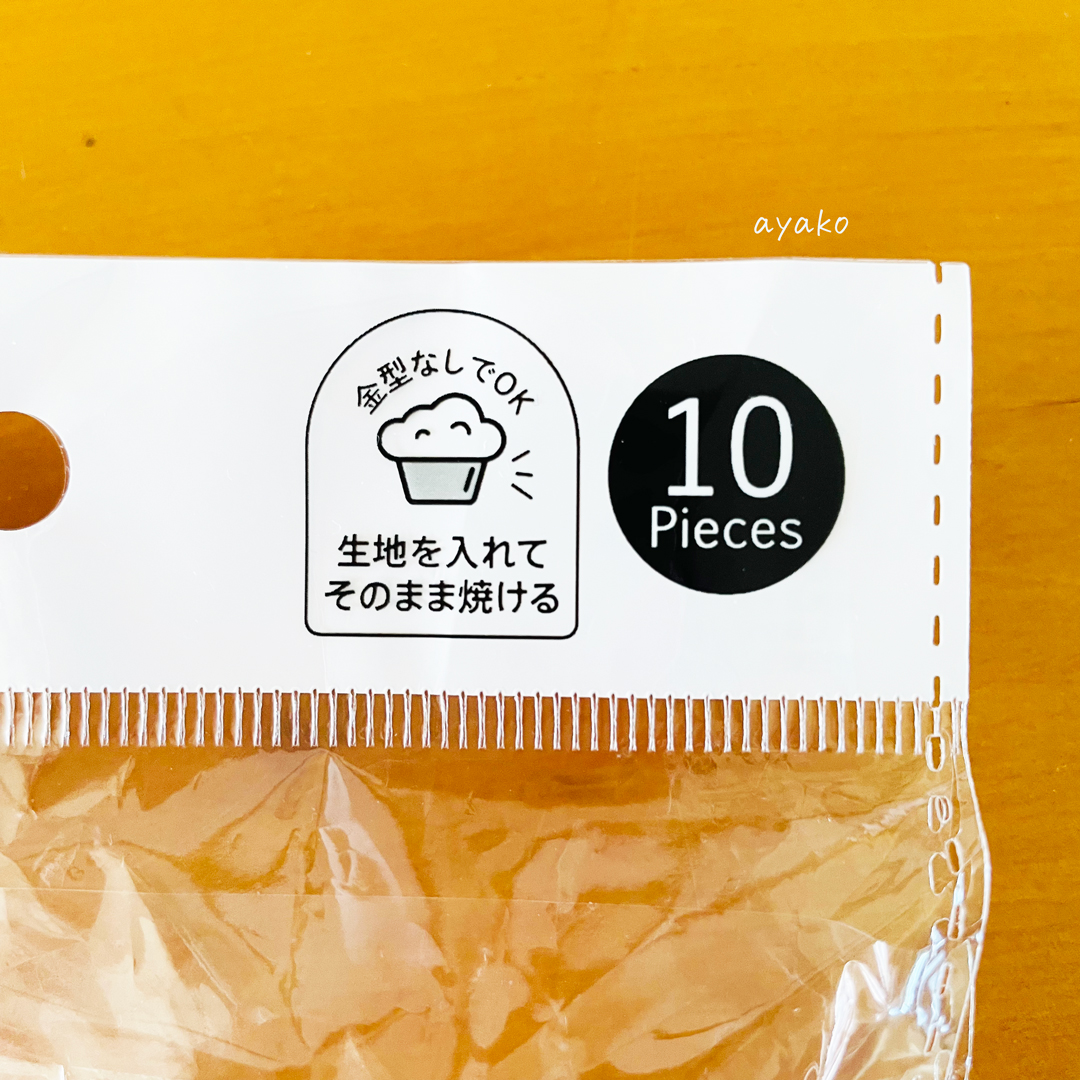 ayako
金型なしでOK
生地を入れて
そのまま焼ける
10
Pieces